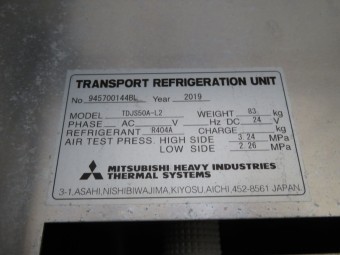 TRANSPORT REFRIGERATION UNIT
No. 945700144BL Year 2019
MODEL TDJS50A-L2 WEIGHT 83 kg
PHASE AC V Hz DC 24 V
REFRIGERANT R404A CHARGE kg
AIR TEST PRESS. HIGH SIDE 3.24 MPa
LOW SIDE 2.26 MPa
MITSUBISHI HEAVY INDUSTRIES
THERMAL SYSTEMS
3-1, ASAHI, NISHIBIWAJIMA, KIYOSU, AICHI, 452-8561 JAPAN